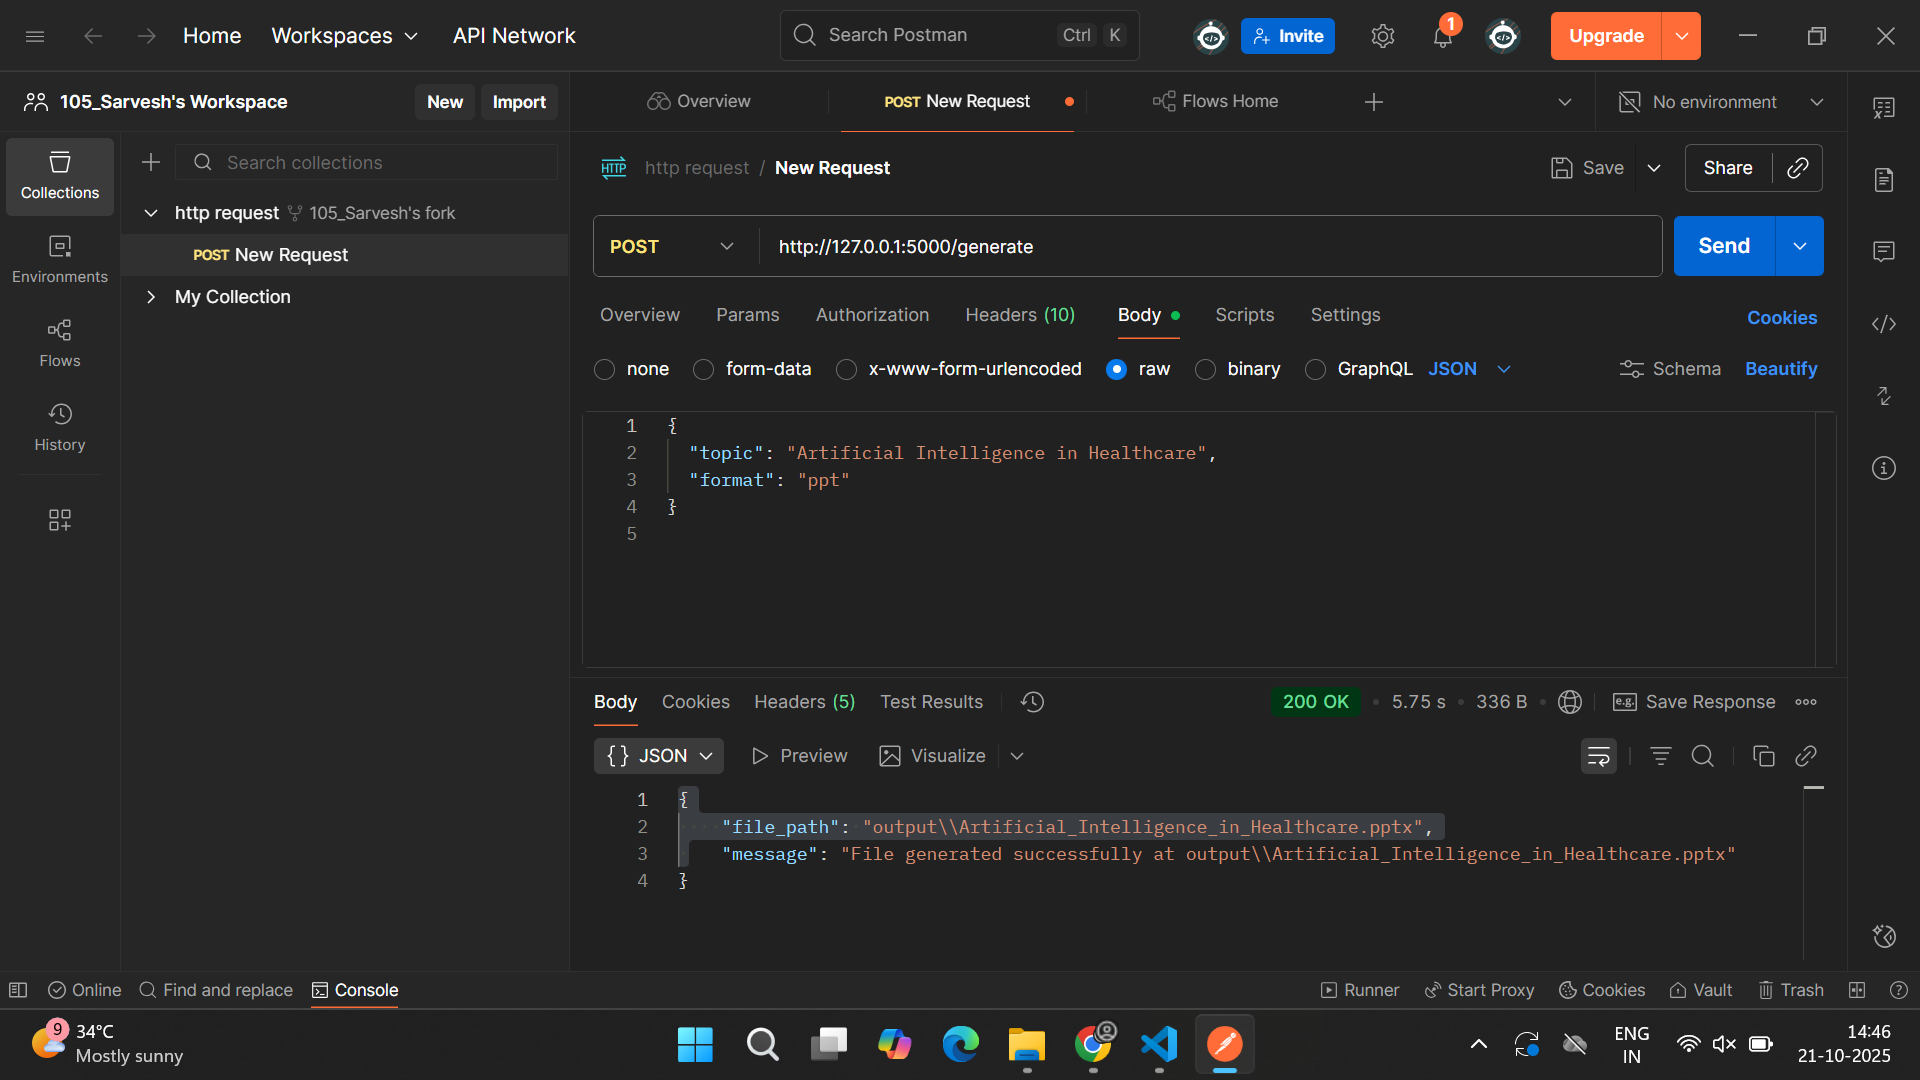 Home
Workspaces
API Network
Search Postman
Ctrl K
Invite
1
Upgrade
105_Sarvesh's Workspace
New
Import
Overview
POST New Request
Flows Home
No environment
Collections
Environments
Flows
History
Search collections
http request 105_Sarvesh's fork
POST New Request
My Collection
HTTP
http request / New Request
Save
Share
POST
http://127.0.0.1:5000/generate
Send
Overview
Params
Authorization
Headers (10)
Body
Scripts
Settings
Cookies
none
form-data
x-www-form-urlencoded
raw
binary
GraphQL
JSON
Schema
Beautify
1 {
2 "topic": "Artificial Intelligence in Healthcare",
3 "format": "ppt"
4 }
5
Body
Cookies
Headers (5)
Test Results
200 OK
5.75 s
336 B
e.g. Save Response
{} JSON
Preview
Visualize
1 {
2 "file_path": "output\\Artificial_Intelligence_in_Healthcare.pptx",
3 "message": "File generated successfully at output\\Artificial_Intelligence_in_Healthcare.pptx"
4 }
Online
Find and replace
Console
Runner
Start Proxy
Cookies
Vault
Trash
9
34°C
Mostly sunny
ENG
IN
14:46
21-10-2025